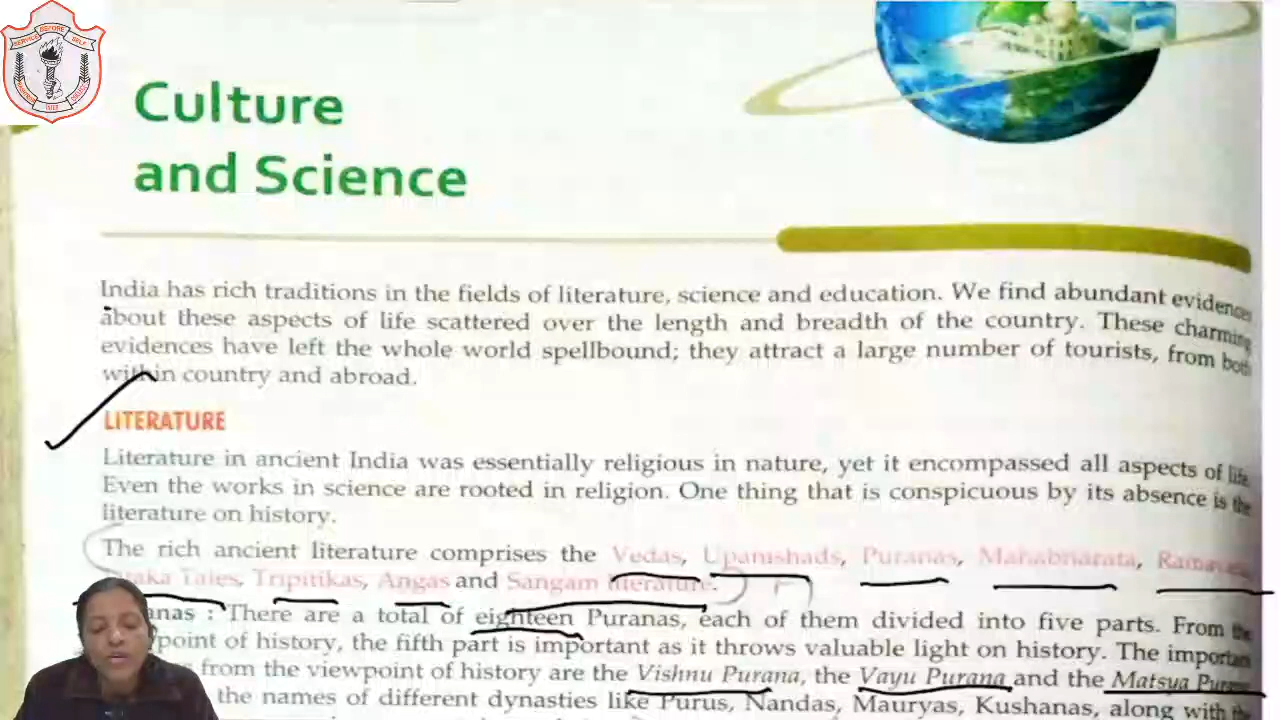 SERVICE BEFORE SELF
Culture
and Science
India has rich traditions in the fields of literature, science and education. We find abundant evidences
about these aspects of life scattered over the length and breadth of the country. These charming
evidences have left the whole world spellbound; they attract a large number of tourists, from both
within country and abroad.
LITERATURE
Literature in ancient India was essentially religious in nature, yet it encompassed all aspects of life.
Even the works in science are rooted in religion. One thing that is conspicuous by its absence is the
literature on history.
The rich ancient literature comprises the Vedas, Upanishads, Puranas, Mahabharata, Ramayana,
Tales, Tripitikas, Angas and Sangam literature.
anas : There are a total of eighteen Puranas, each of them divided into five parts. From the
point of history, the fifth part is important as it throws valuable light on history. The important
from the viewpoint of history are the Vishnu Purana, the Vayu Purana and the Matsya Purana
the names of different dynasties like Purus, Nandas, Mauryas, Kushanas, along with the